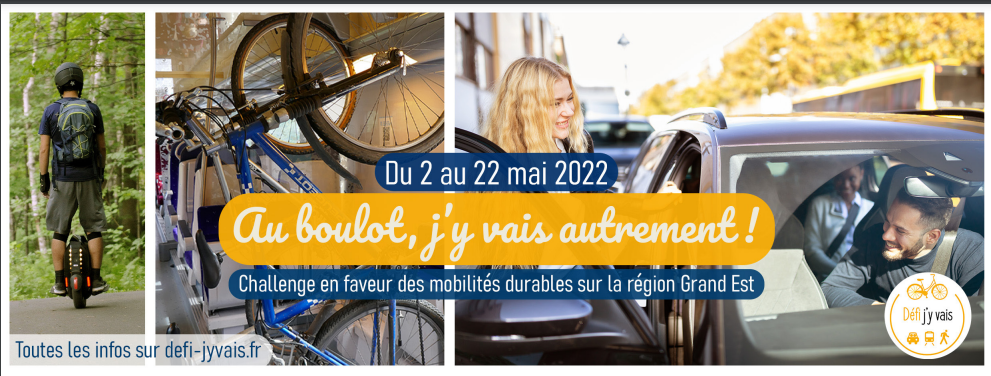 Du 2 au 22 mai 2022
Au boulot, j'y vais autrement !
Challenge en faveur des mobilités durables sur la région Grand Est
Toutes les infos sur defi-jyvais.fr
Défi j'y vais